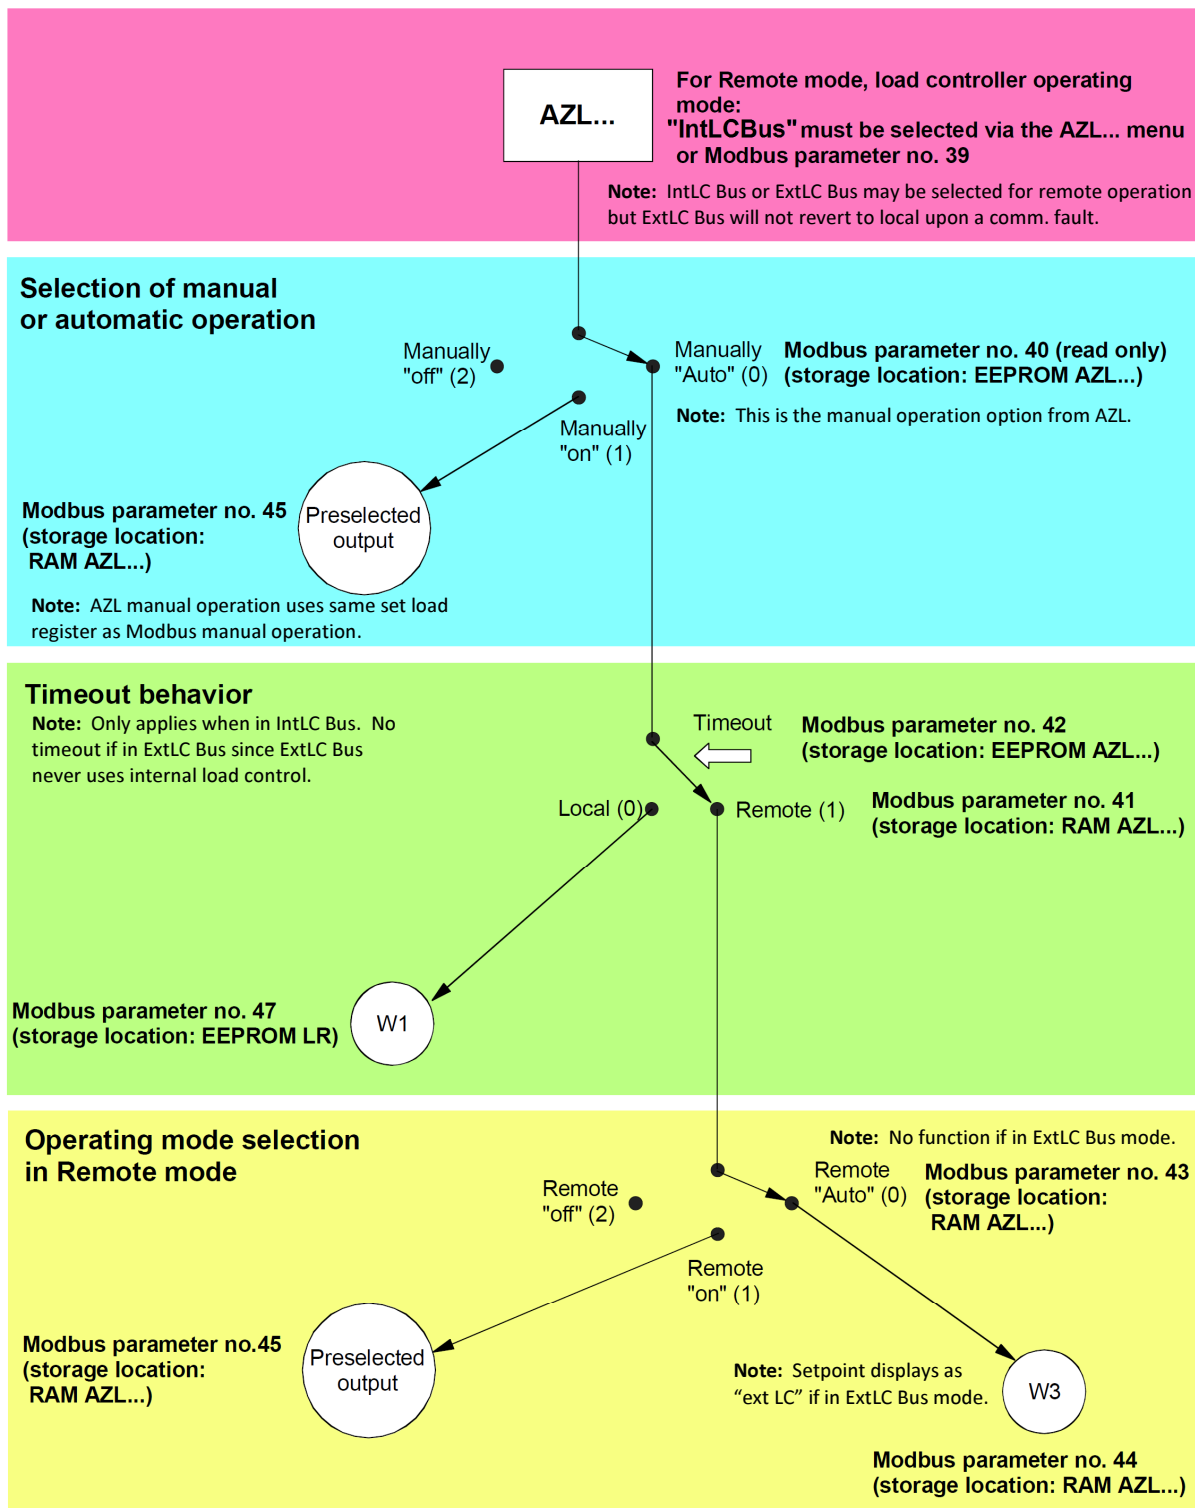 AZL...
For Remote mode, load controller operating
mode:
"IntLCBus" must be selected via the AZL... menu
or Modbus parameter no. 39
Note: IntLC Bus or ExtLC Bus may be selected for remote operation
but ExtLC Bus will not revert to local upon a comm. fault.
Selection of manual
or automatic operation
Manually
"off" (2)
Manually
"Auto" (0)
Modbus parameter no. 40 (read only)
(storage location: EEPROM AZL...)
Note: This is the manual operation option from AZL.
Manually
"on" (1)
Modbus parameter no. 45
(storage location:
RAM AZL...)
Preselected
output
Note: AZL manual operation uses same set load
register as Modbus manual operation.
Timeout behavior
Note: Only applies when in IntLC Bus. No
timeout if in ExtLC Bus since ExtLC Bus
never uses internal load control.
Timeout
Modbus parameter no. 42
(storage location: EEPROM AZL...)
Local (0)
Remote (1)
Modbus parameter no. 41
(storage location: RAM AZL...)
Modbus parameter no. 47
(storage location: EEPROM LR)
W1
Operating mode selection
in Remote mode
Note: No function if in ExtLC Bus mode.
Remote
"off" (2)
Remote
"Auto" (0)
Modbus parameter no. 43
(storage location:
RAM AZL...)
Remote
"on" (1)
Modbus parameter no.45
(storage location:
RAM AZL...)
Preselected
output
Note: Setpoint displays as
“ext LC” if in ExtLC Bus mode.
W3
Modbus parameter no. 44
(storage location: RAM AZL...)